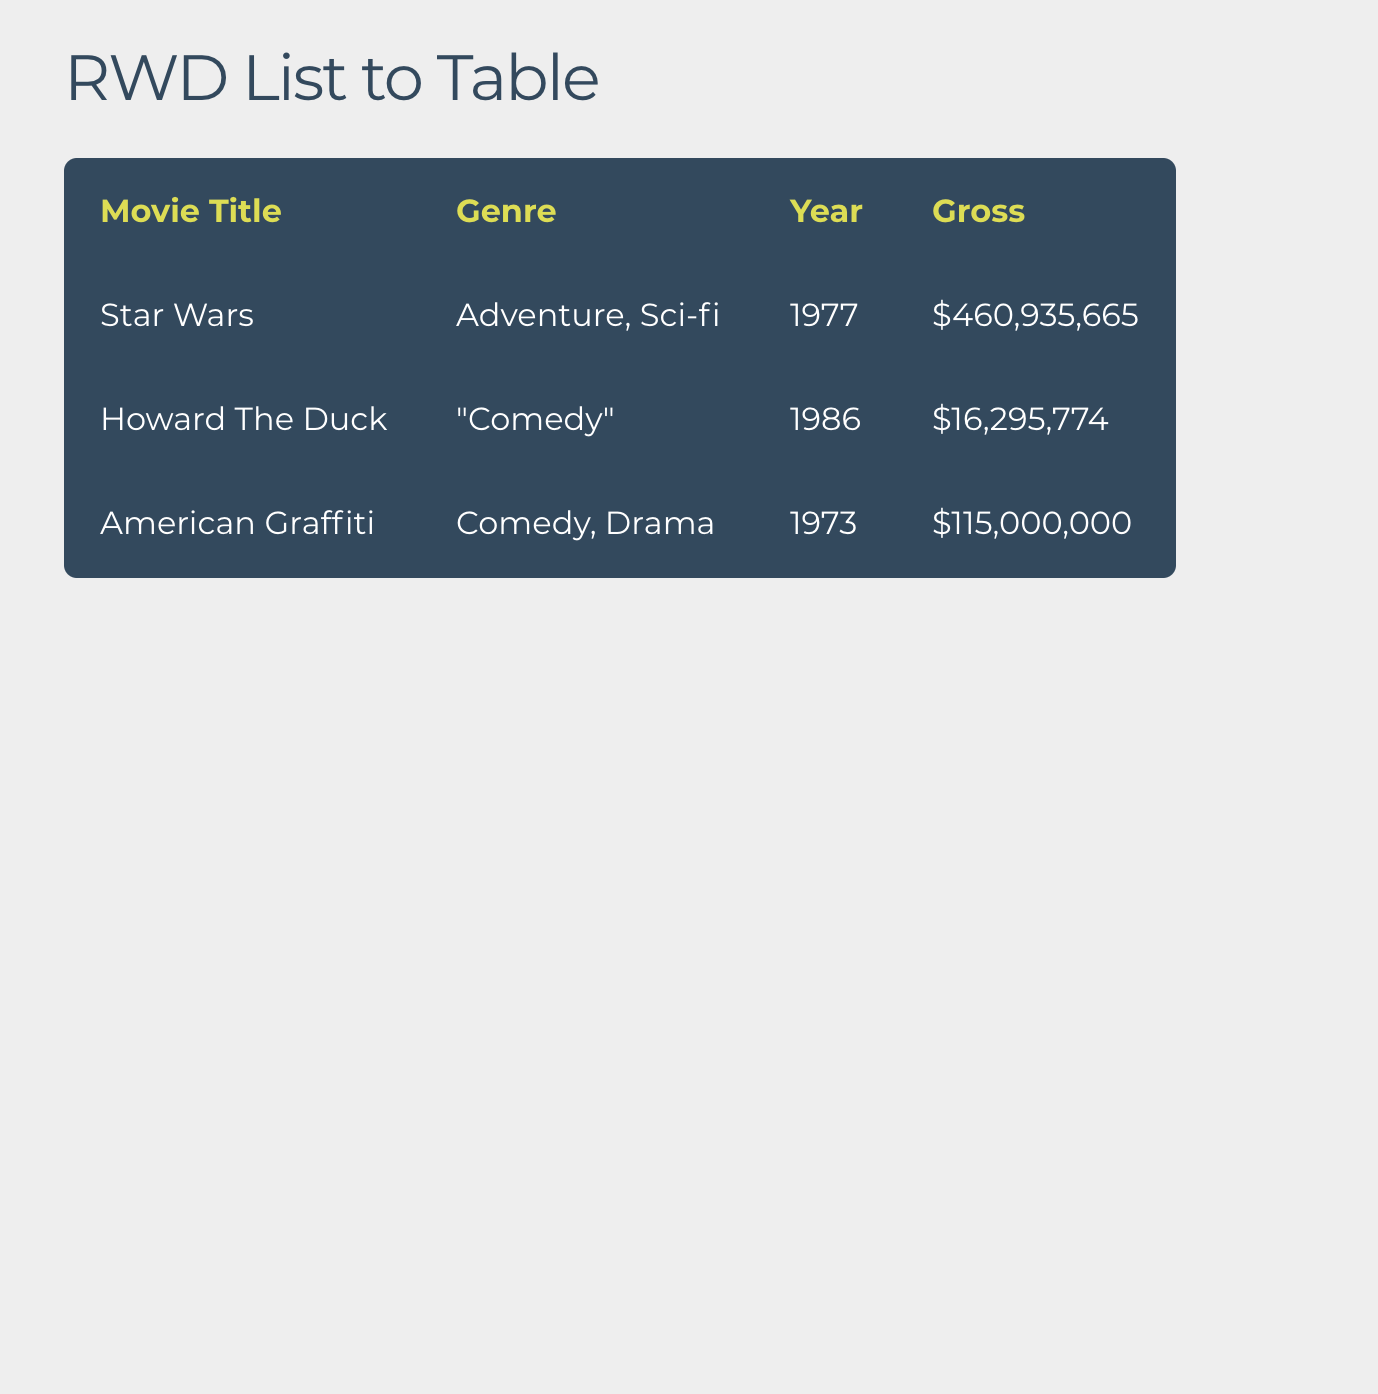 RWD List to Table
Movie Title Genre Year Gross
Star Wars Adventure, Sci-fi 1977 $460,935,665
Howard The Duck "Comedy" 1986 $16,295,774
American Graffiti Comedy, Drama 1973 $115,000,000